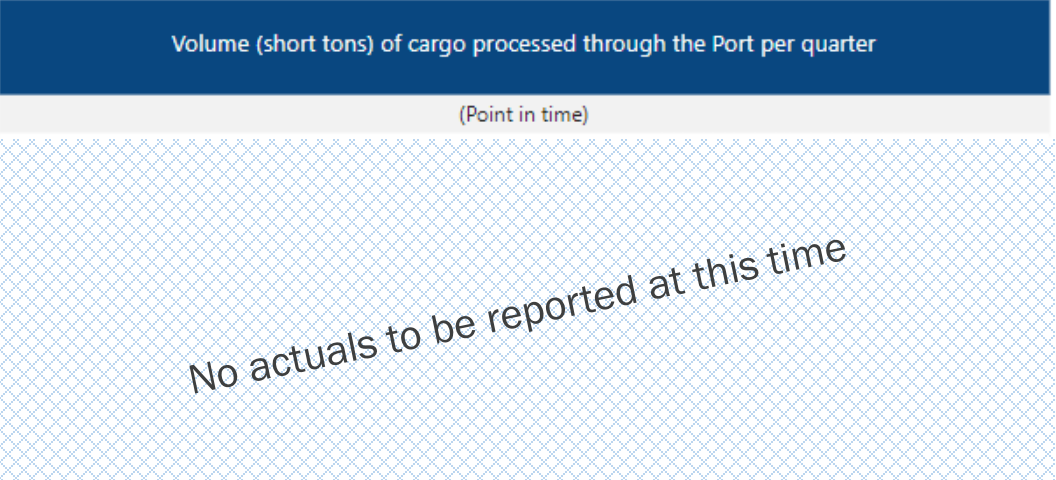 Volume (short tons) of cargo processed through the Port per quarter
(Point in time)
No actuals to be reported at this time